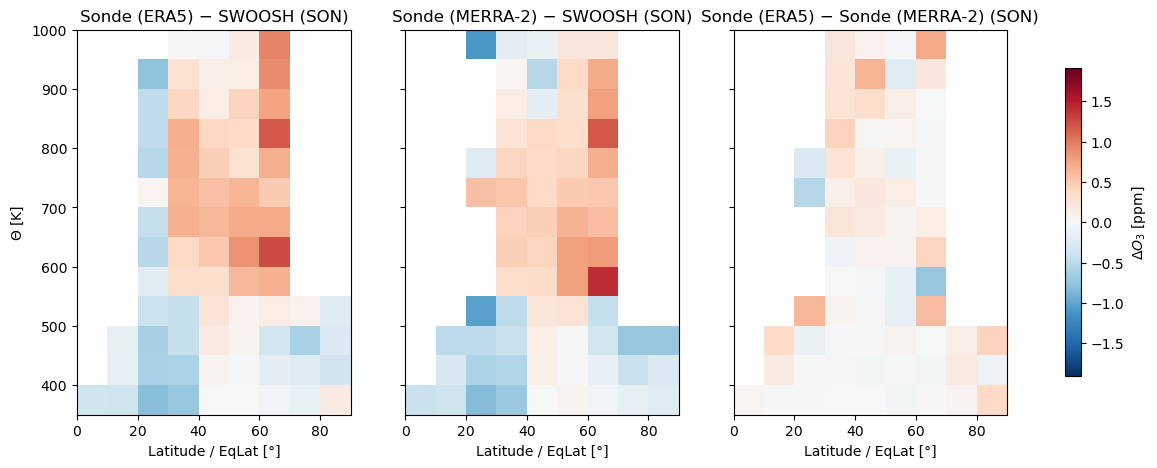 Sonde (ERA5) − SWOOSH (SON)
Sonde (MERRA-2) − SWOOSH (SON)
Sonde (ERA5) − Sonde (MERRA-2) (SON)
1000
900
800
700
600
500
400
Θ [K]
0 20 40 60 80
0 20 40 60 80
0 20 40 60 80
Latitude / EqLat [°]
Latitude / EqLat [°]
Latitude / EqLat [°]
1.5
1.0
0.5
0.0
−0.5
−1.0
−1.5
ΔO₃ [ppm]